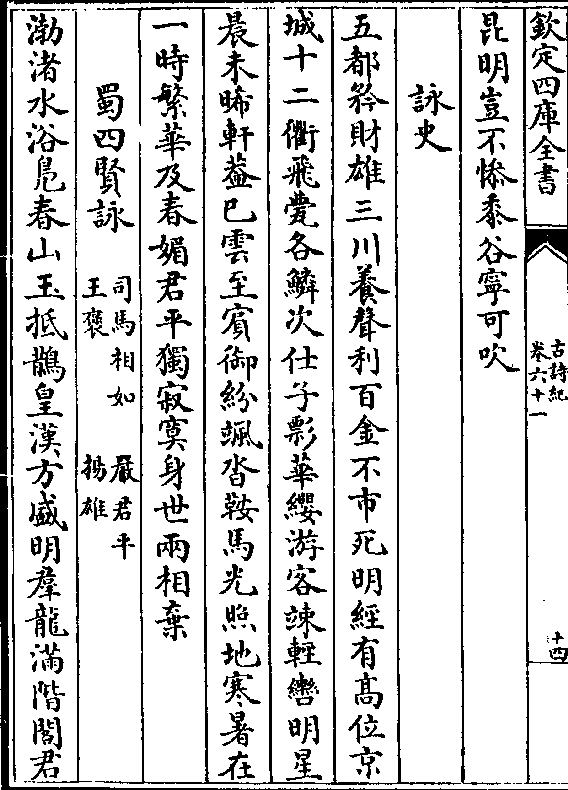 欽定四庫全書
古詩紀
卷六十一
十四
昆明豈不慘黍谷寧可吹
詠史
五都矜財雄三川養聲利百金不市死明經有髙位京
城十二衢飛甍各鱗次仕子彯華纓游客竦輕轡明星
晨未晞軒蓋已雲至賓御紛颯沓鞍馬光照地寒暑在
一時繁華及春媚君平獨寂寞身世兩相棄
蜀四賢詠
司馬相如 嚴君平
王褒 揚雄
渤渚水浴鳧舂山玉抵鵲皇漢方盛明羣龍滿階閣君